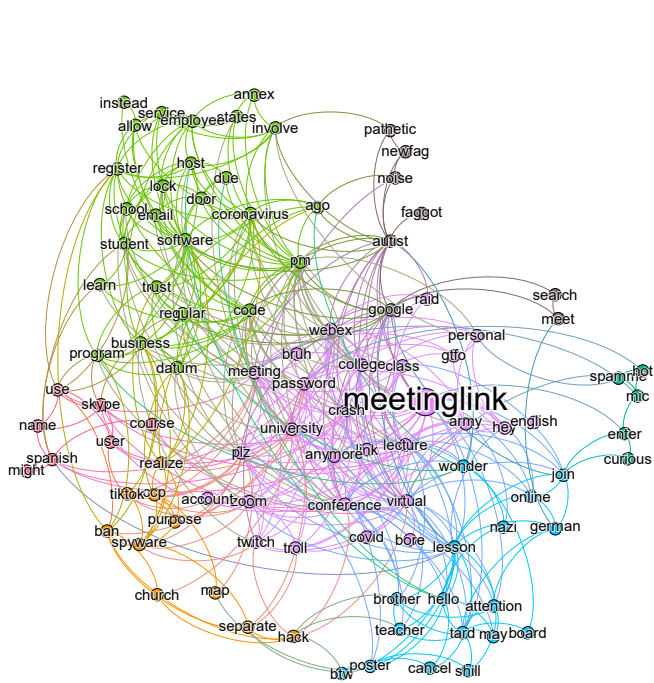 annex
instead
service
employee
states
allow
involve
pathetic
newfag
host
register
due
noise
lock
door
ago
school
email
coronavirus
faggot
student
software
autist
pm
learn
trust
raid
search
regular
code
google
meet
webex
personal
business
bruh
program
gtfo
datum
meeting
college
class
hot
password
spamme
use
meetinglink
mic
skype
crash
name
course
army
hey
english
user
university
enter
plz
anymore
link
lecture
spanish
realize
wonder
curious
might
join
tiktok
ccp
account
zoom
conference
virtual
online
purpose
ban
nazi
german
spyware
twitch
troll
covid
bore
lesson
church
map
brother
hello
attention
separate
hack
teacher
tard
may
board
btw
poster
cancel
shill